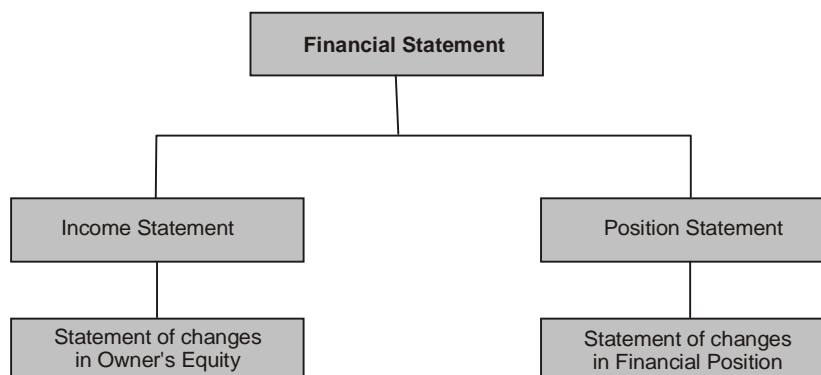 Financial Statement
Income Statement
Position Statement
Statement of changes
in Owner's Equity
Statement of changes
in Financial Position